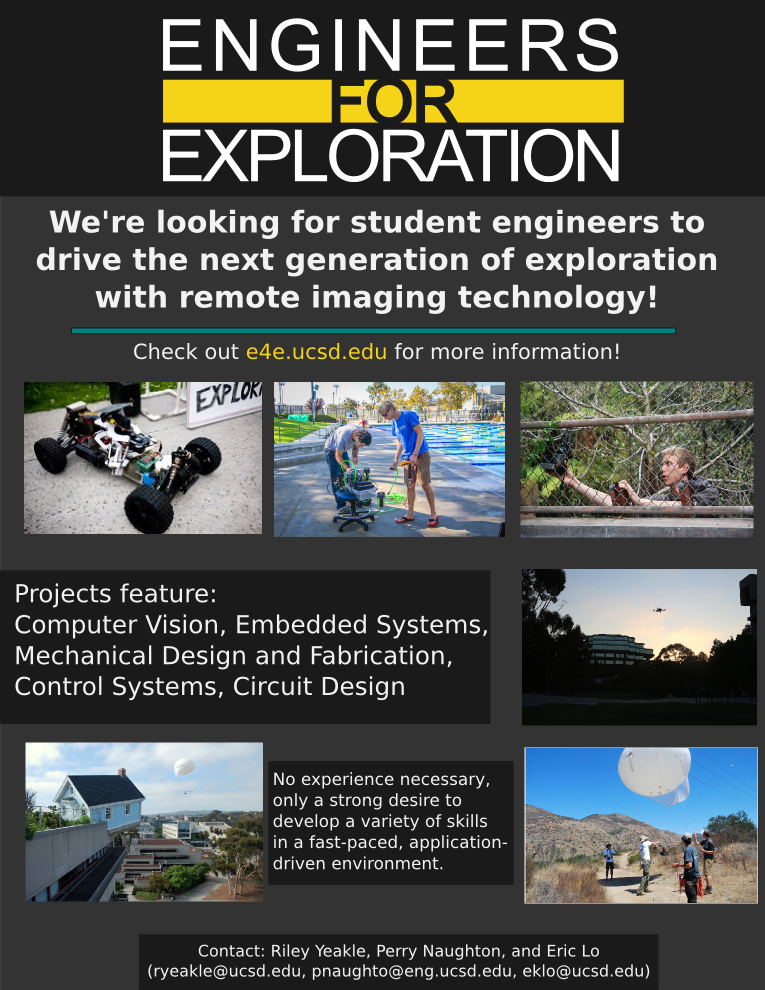 ENGINEERS
FOR
EXPLORATION
We're looking for student engineers to
drive the next generation of exploration
with remote imaging technology!
Check out e4e.ucsd.edu for more information!
EXPLOR
Projects feature:
Computer Vision, Embedded Systems,
Mechanical Design and Fabrication,
Control Systems, Circuit Design
No experience necessary,
only a strong desire to
develop a variety of skills
in a fast-paced, application-
driven environment.
Contact: Riley Yeakle, Perry Naughton, and Eric Lo
(ryeakle@ucsd.edu, pnaughto@eng.ucsd.edu, eklo@ucsd.edu)